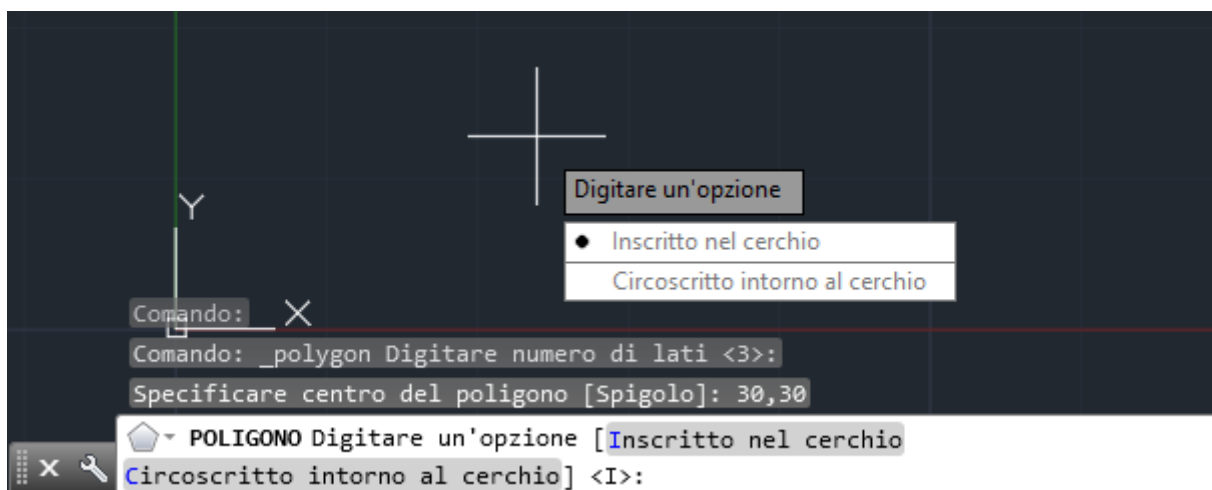 Y
Digitare un'opzione
Inscritto nel cerchio
Circoscritto intorno al cerchio
Comando:
X
Comando: _polygon Digitare numero di lati <3>:
Specificare centro del poligono [Spigolo]: 30,30
POLIGONO Digitare un'opzione [Inscritto nel cerchio
Circoscritto intorno al cerchio] <I>: